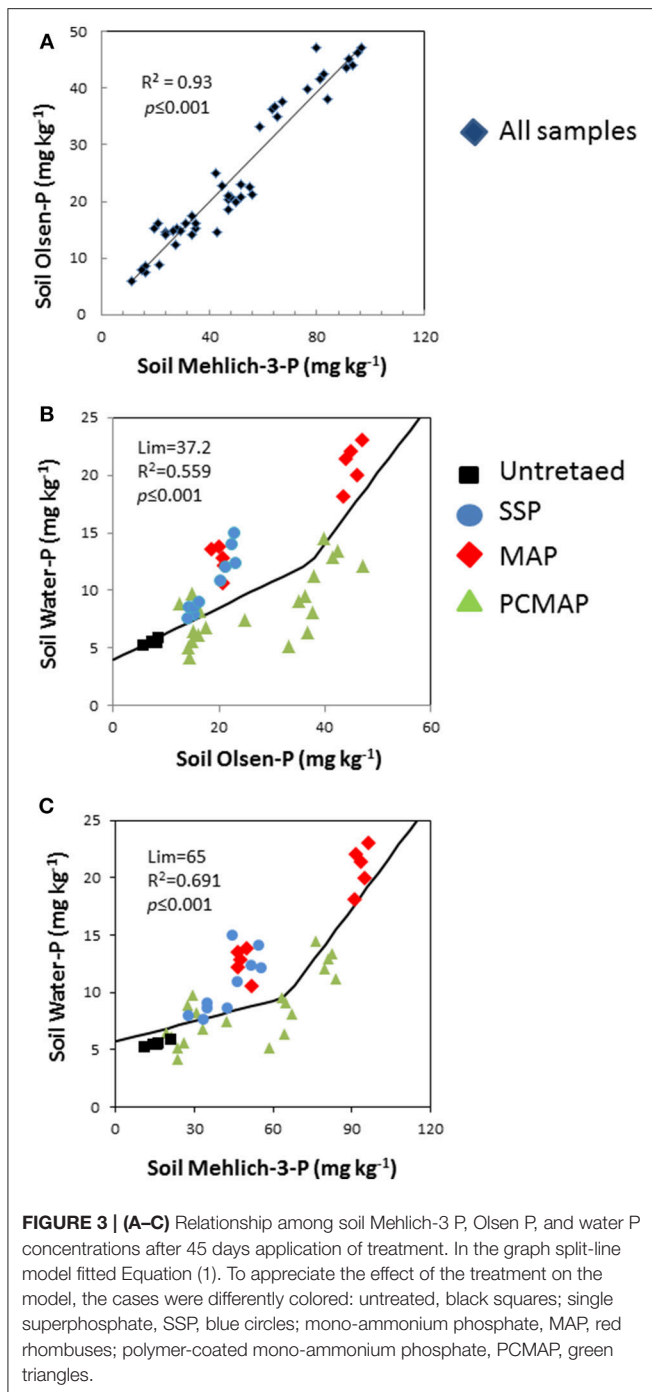 A
50
40
30
20
10
0
R² = 0.93
p≤0.001
Soil Olsen-P (mg kg⁻¹)
0 40 80 120
Soil Mehlich-3-P (mg kg⁻¹)
All samples
B
25
20
15
10
5
0
Lim=37.2
R²=0.559
p≤0.001
Soil Water-P (mg kg⁻¹)
0 20 40 60
Soil Olsen-P (mg kg⁻¹)
Untretaed
SSP
MAP
PCMAP
C
25
20
15
10
5
0
Lim=65
R²=0.691
p≤0.001
Soil Water-P (mg kg⁻¹)
0 30 60 90 120
Soil Mehlich-3-P (mg kg⁻¹)
FIGURE 3 | (A–C) Relationship among soil Mehlich-3 P, Olsen P, and water P
concentrations after 45 days application of treatment. In the graph split-line
model fitted Equation (1). To appreciate the effect of the treatment on the
model, the cases were differently colored: untreated, black squares; single
superphosphate, SSP, blue circles; mono-ammonium phosphate, MAP, red
rhombuses; polymer-coated mono-ammonium phosphate, PCMAP, green
triangles.